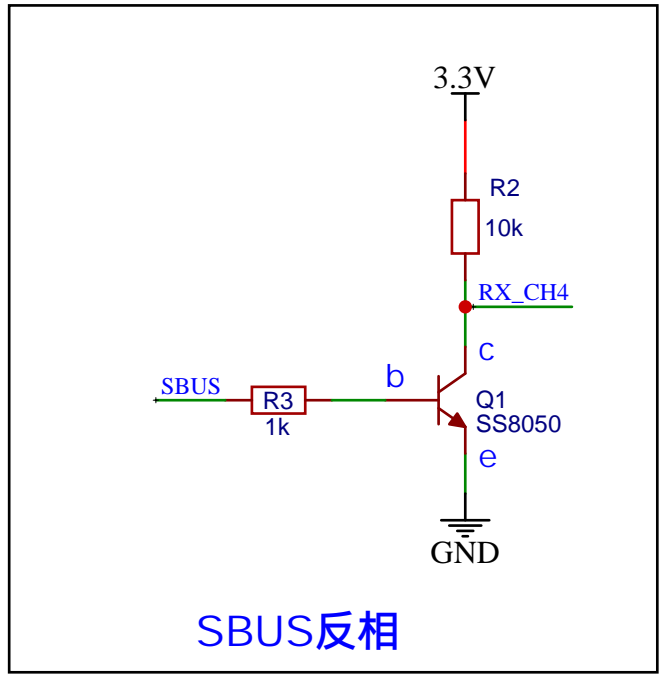 3.3V
R2
10k
RX_CH4
c
b
SBUS
R3
1k
Q1
SS8050
e
GND
SBUS反相